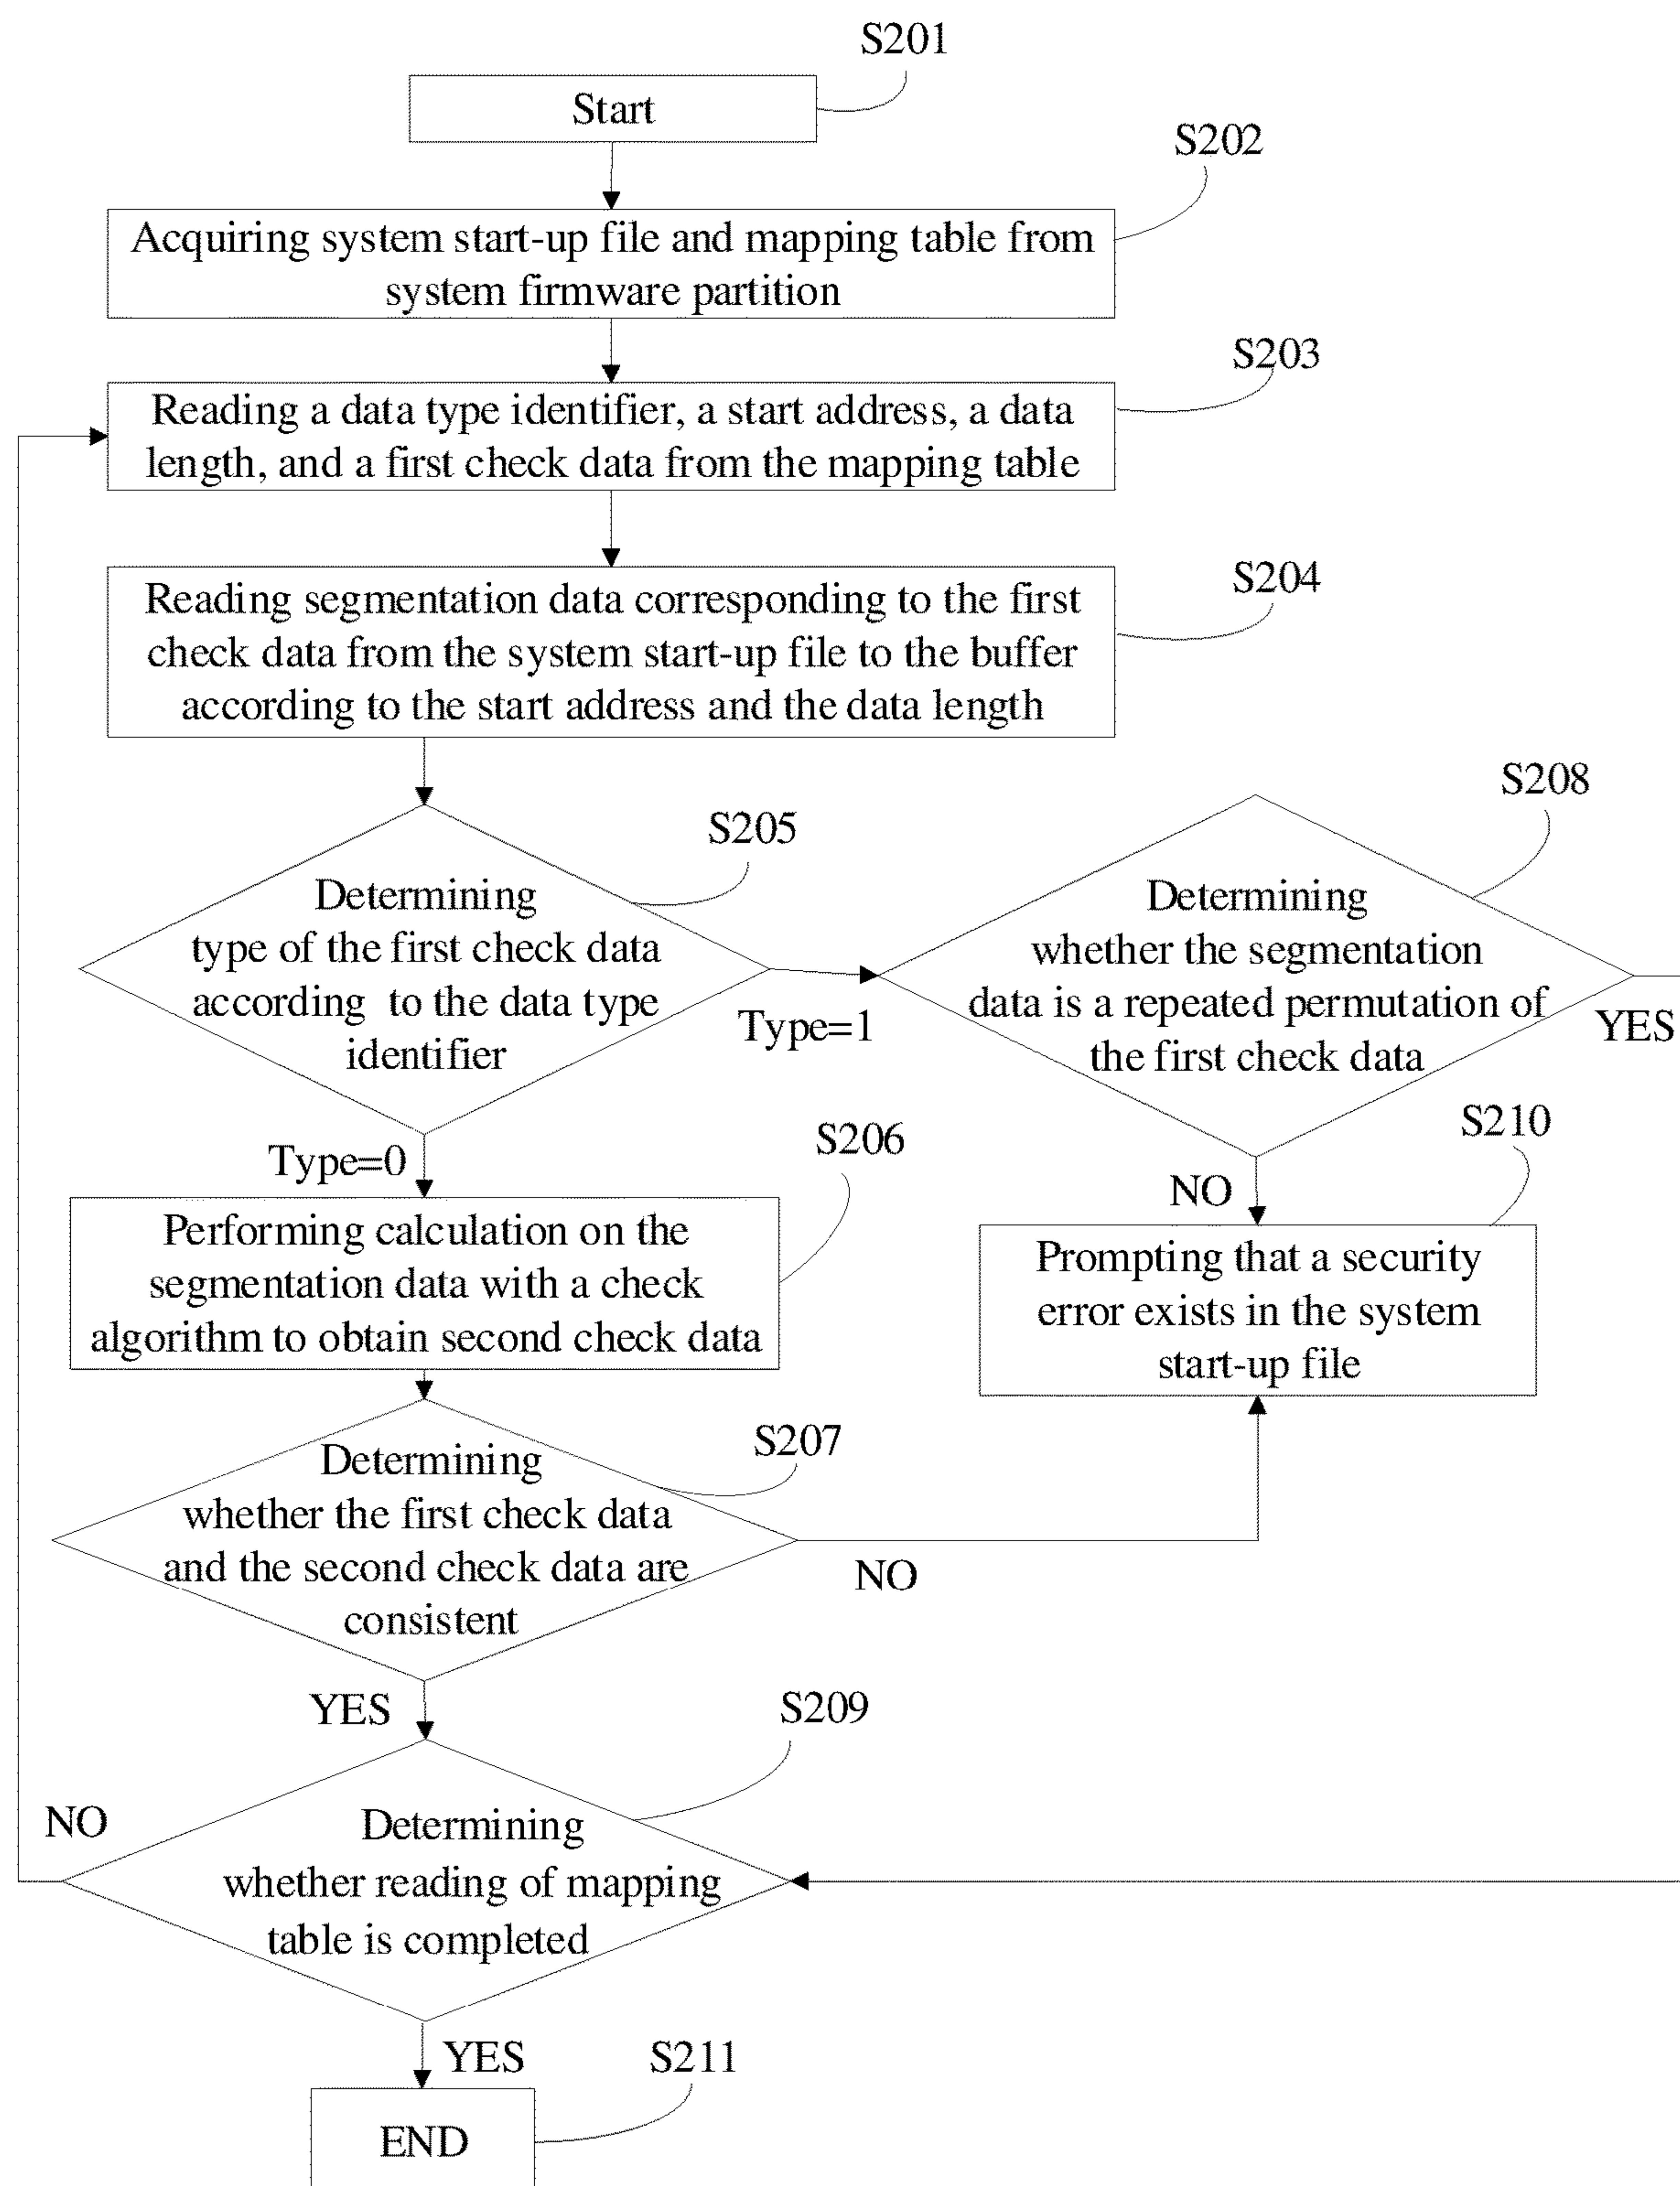 S201
Start
S202
Acquiring system start-up file and mapping table from
system firmware partition
S203
Reading a data type identifier, a start address, a data
length, and a first check data from the mapping table
S204
Reading segmentation data corresponding to the first
check data from the system start-up file to the buffer
according to the start address and the data length
S205
Determining
type of the first check data
according to the data type
identifier
Type=1
Type=0
S208
Determining
whether the segmentation
data is a repeated permutation of
the first check data
YES
NO
S206
Performing calculation on the
segmentation data with a check
algorithm to obtain second check data
S210
Prompting that a security
error exists in the system
start-up file
S207
Determining
whether the first check data
and the second check data are
consistent
NO
YES
S209
Determining
whether reading of mapping
table is completed
NO
YES
S211
END